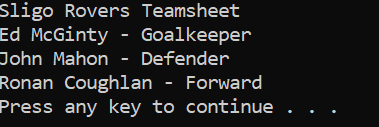 Sligo Rovers Teamsheet
Ed McGinty - Goalkeeper
John Mahon - Defender
Ronan Coughlan - Forward
Press any key to continue . . .